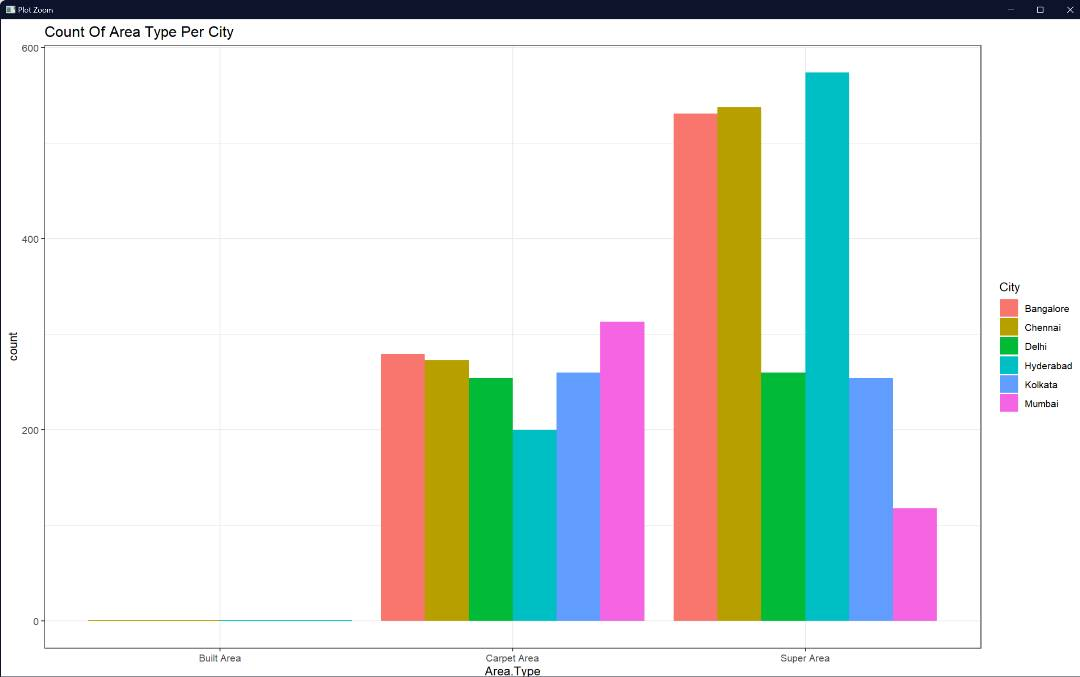 Plot Zoom
Count Of Area Type Per City
600
400
200
0
count
Built Area
Carpet Area
Super Area
Area.Type
City
Bangalore
Chennai
Delhi
Hyderabad
Kolkata
Mumbai